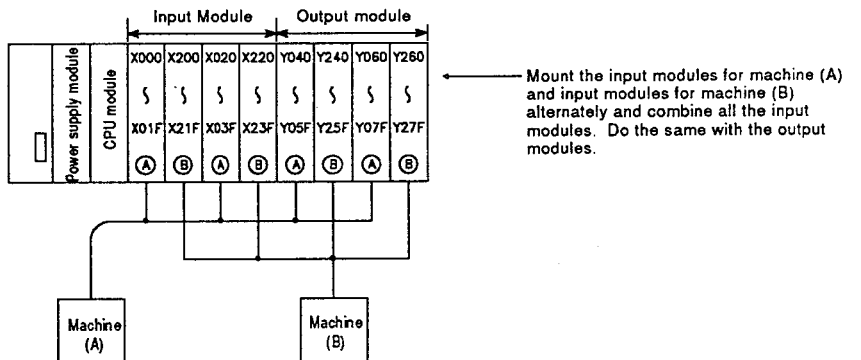 Input Module Output module
Power supply module
CPU module
X000 X200 X020 X220 Y040 Y240 Y060 Y260
X01F X21F X03F X23F Y05F Y25F Y07F Y27F
A B A B A B A B
Mount the input modules for machine (A)
and input modules for machine (B)
alternately and combine all the input
modules. Do the same with the output
modules.
Machine
(A)
Machine
(B)